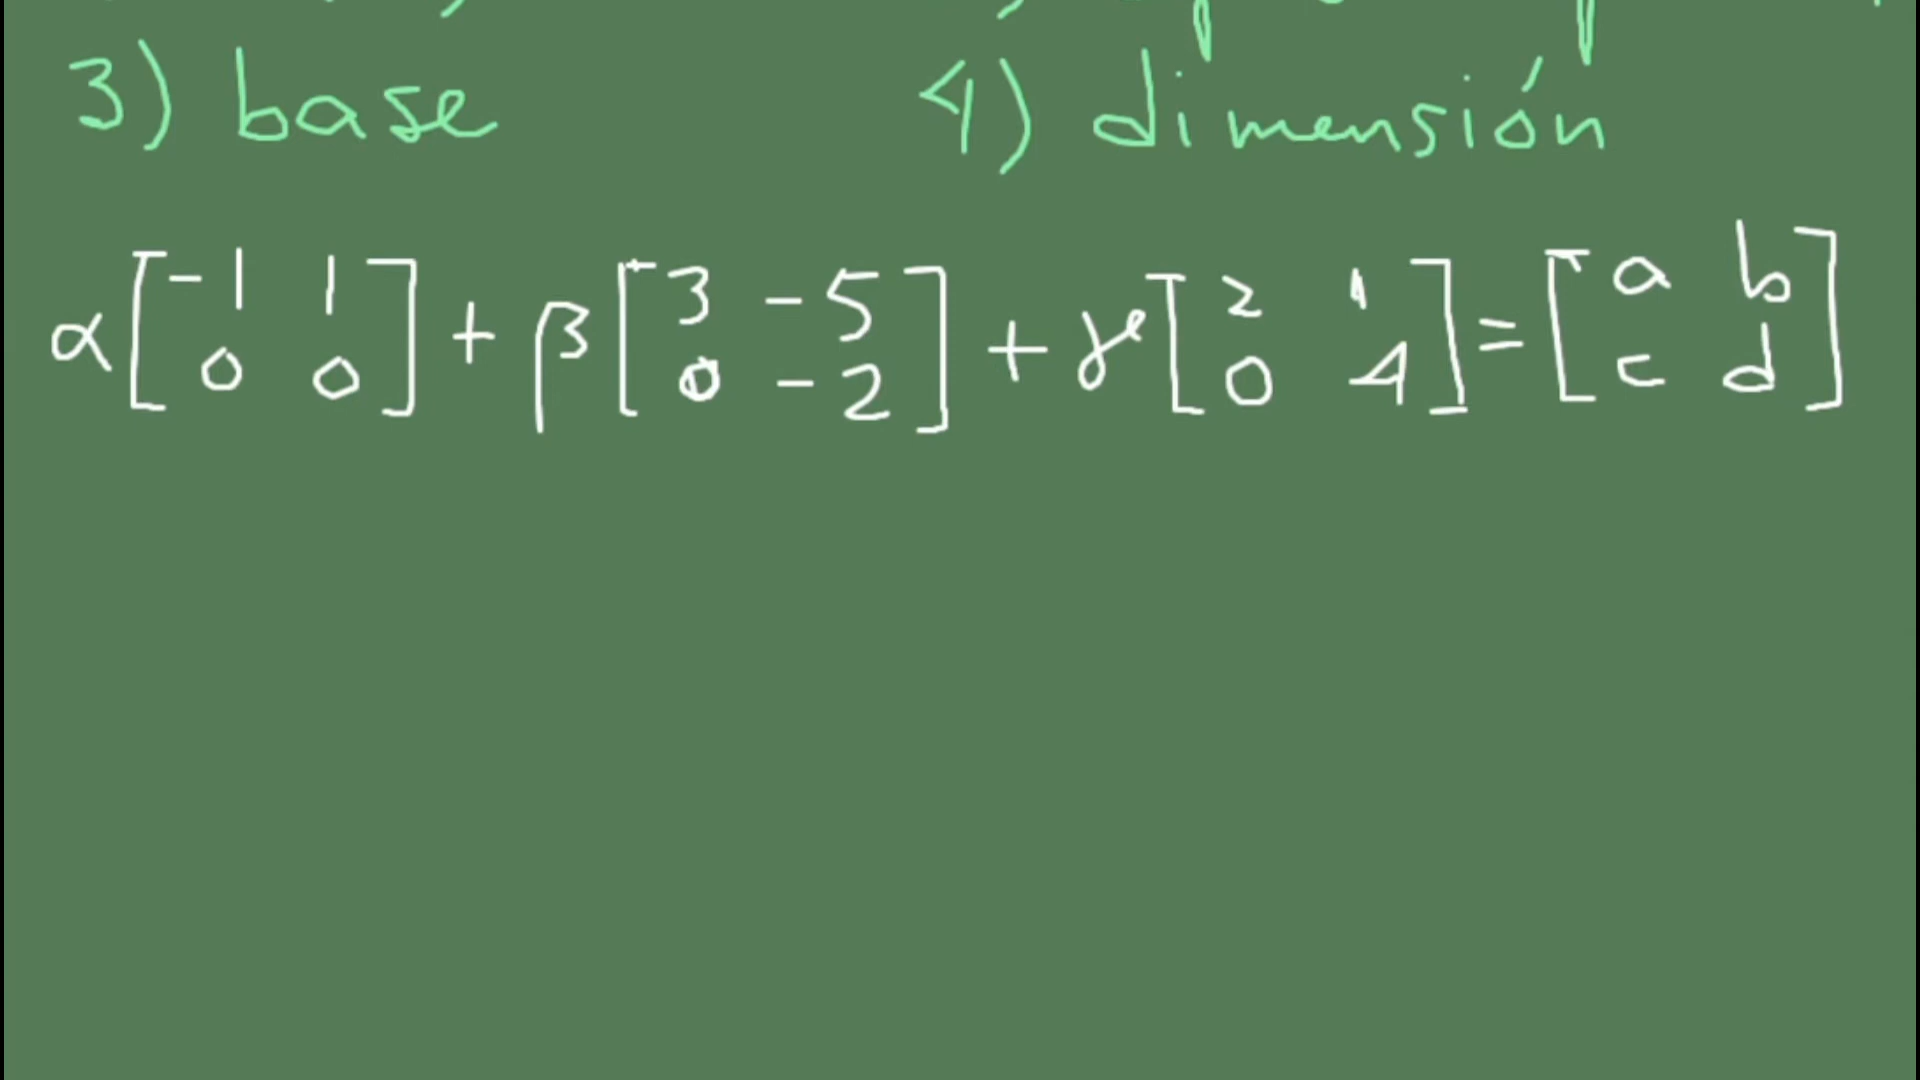 3) base 4) dimensión
α[-1 1 0 0] + β[3 -5 0 -2] + γ[2 1 0 4] = [a b c d]